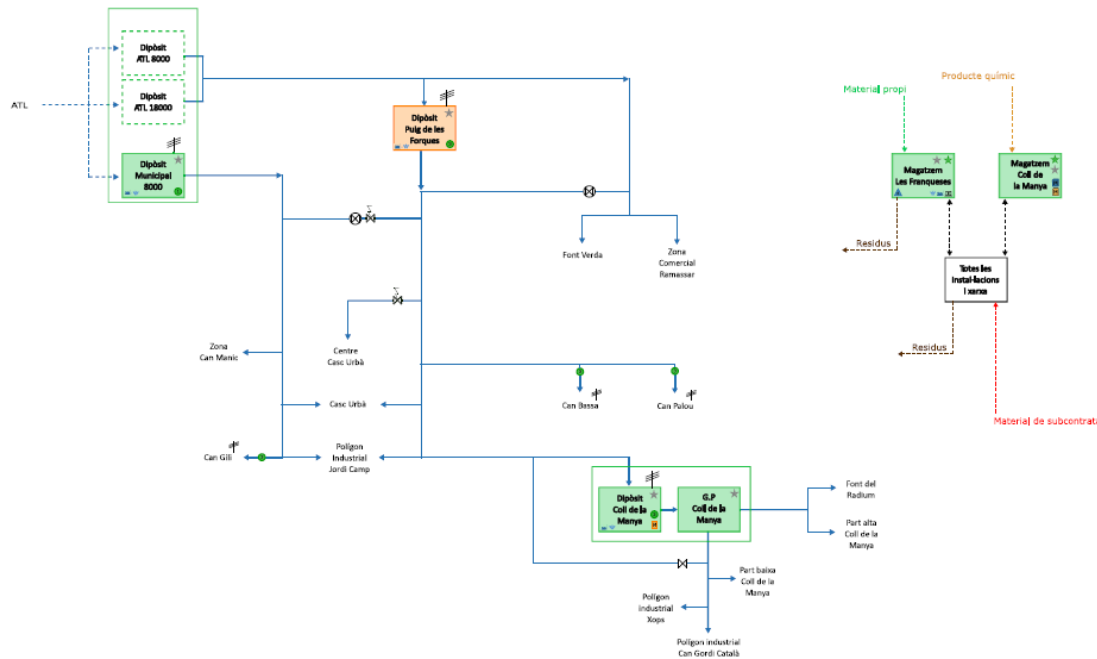 Dipòsit
ATL 8000
Dipòsit
ATL 18000
ATL
Dipòsit
Municipal
8000
Dipòsit
Puig de les
Forques
Producte químic
Material propi
Magatzem
Les Franqueses
Magatzem
Coll de
la Manya
Residus
Totes les
instal·lacions
i xarxa
Residus
Material de subcontrata
Font Verda
Zona
Comercial
Ramassar
Zona
Can Manic
Centre
Casc Urbà
Casc Urbà
Can Bassa
Can Palou
Can Gili
Polígon
Industrial
Jordi Camp
Dipòsit
Coll de la
Manya
G.P
Coll de la
Manya
Font del
Radium
Part alta
Coll de la
Manya
Part baixa
Coll de la
Manya
Polígon
industrial
Xops
Polígon industrial
Can Gordi Català